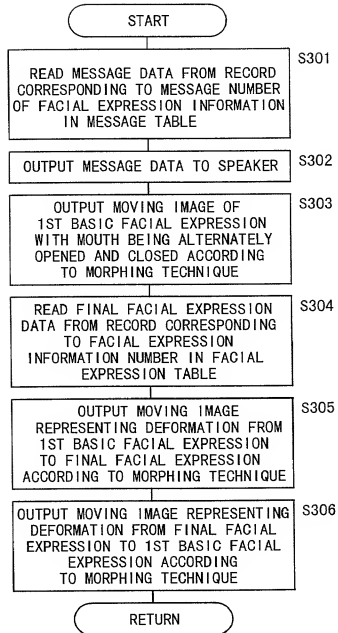 START
S301
READ MESSAGE DATA FROM RECORD
CORRESPONDING TO MESSAGE NUMBER
OF FACIAL EXPRESSION INFORMATION
IN MESSAGE TABLE
S302
OUTPUT MESSAGE DATA TO SPEAKER
S303
OUTPUT MOVING IMAGE OF
1ST BASIC FACIAL EXPRESSION
WITH MOUTH BEING ALTERNATELY
OPENED AND CLOSED ACCORDING
TO MORPHING TECHNIQUE
S304
READ FINAL FACIAL EXPRESSION
DATA FROM RECORD CORRESPONDING
TO FACIAL EXPRESSION
INFORMATION NUMBER IN FACIAL
EXPRESSION TABLE
S305
OUTPUT MOVING IMAGE
REPRESENTING DEFORMATION FROM
1ST BASIC FACIAL EXPRESSION
TO FINAL FACIAL EXPRESSION
ACCORDING TO MORPHING TECHNIQUE
S306
OUTPUT MOVING IMAGE REPRESENTING
DEFORMATION FROM FINAL FACIAL
EXPRESSION TO 1ST BASIC FACIAL
EXPRESSION ACCORDING
TO MORPHING TECHNIQUE
RETURN